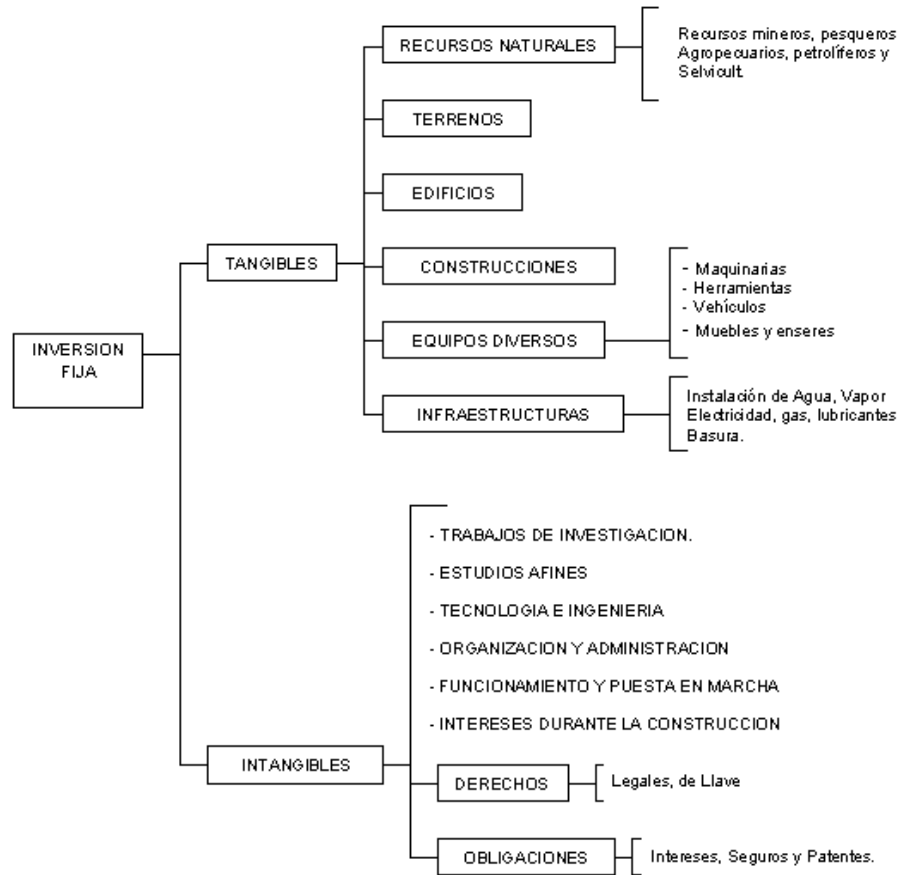 INVERSION
FIJA
TANGIBLES
RECURSOS NATURALES
Recursos mineros, pesqueros
Agropecuarios, petrolíferos y
Selvicult.
TERRENOS
EDIFICIOS
CONSTRUCCIONES
EQUIPOS DIVERSOS
- Maquinarias
- Herramientas
- Vehículos
- Muebles y enseres
INFRAESTRUCTURAS
Instalación de Agua, Vapor
Electricidad, gas, lubricantes
Basura.
INTANGIBLES
- TRABAJOS DE INVESTIGACION.
- ESTUDIOS AFINES
- TECNOLOGIA E INGENIERIA
- ORGANIZACION Y ADMINISTRACION
- FUNCIONAMIENTO Y PUESTA EN MARCHA
- INTERESES DURANTE LA CONSTRUCCION
DERECHOS
Legales, de Llave
OBLIGACIONES
Intereses, Seguros y Patentes.